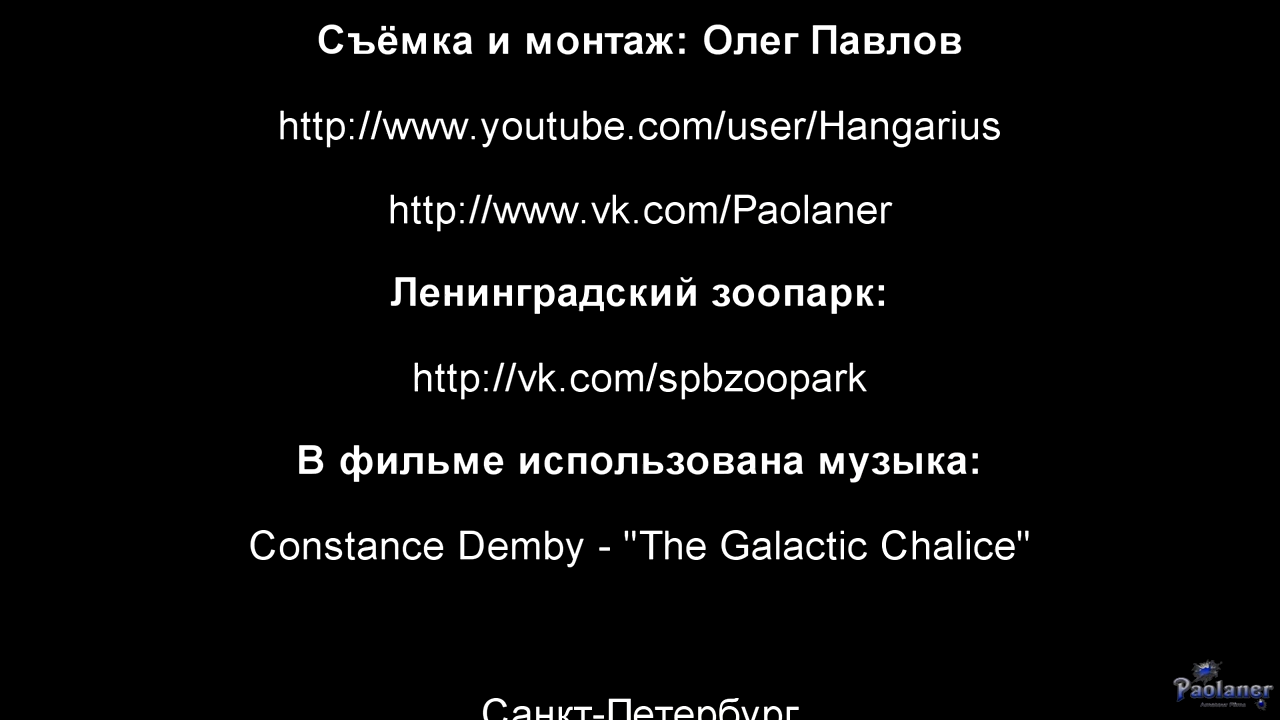 Съёмка и монтаж: Олег Павлов
http://www.youtube.com/user/Hangarius
http://www.vk.com/Paolaner
Ленинградский зоопарк:
http://vk.com/spbzoopark
В фильме использована музыка:
Constance Demby - "The Galactic Chalice"
Санкт-Петербург
Paolaner